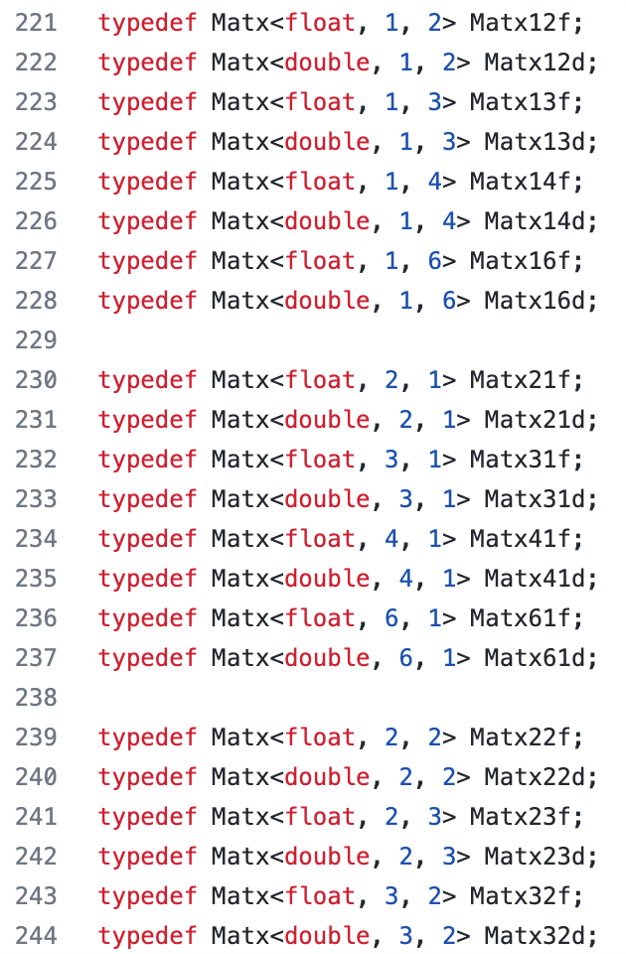 221 typedef Matx<float, 1, 2> Matx12f;
222 typedef Matx<double, 1, 2> Matx12d;
223 typedef Matx<float, 1, 3> Matx13f;
224 typedef Matx<double, 1, 3> Matx13d;
225 typedef Matx<float, 1, 4> Matx14f;
226 typedef Matx<double, 1, 4> Matx14d;
227 typedef Matx<float, 1, 6> Matx16f;
228 typedef Matx<double, 1, 6> Matx16d;
229
230 typedef Matx<float, 2, 1> Matx21f;
231 typedef Matx<double, 2, 1> Matx21d;
232 typedef Matx<float, 3, 1> Matx31f;
233 typedef Matx<double, 3, 1> Matx31d;
234 typedef Matx<float, 4, 1> Matx41f;
235 typedef Matx<double, 4, 1> Matx41d;
236 typedef Matx<float, 6, 1> Matx61f;
237 typedef Matx<double, 6, 1> Matx61d;
238
239 typedef Matx<float, 2, 2> Matx22f;
240 typedef Matx<double, 2, 2> Matx22d;
241 typedef Matx<float, 2, 3> Matx23f;
242 typedef Matx<double, 2, 3> Matx23d;
243 typedef Matx<float, 3, 2> Matx32f;
244 typedef Matx<double, 3, 2> Matx32d;